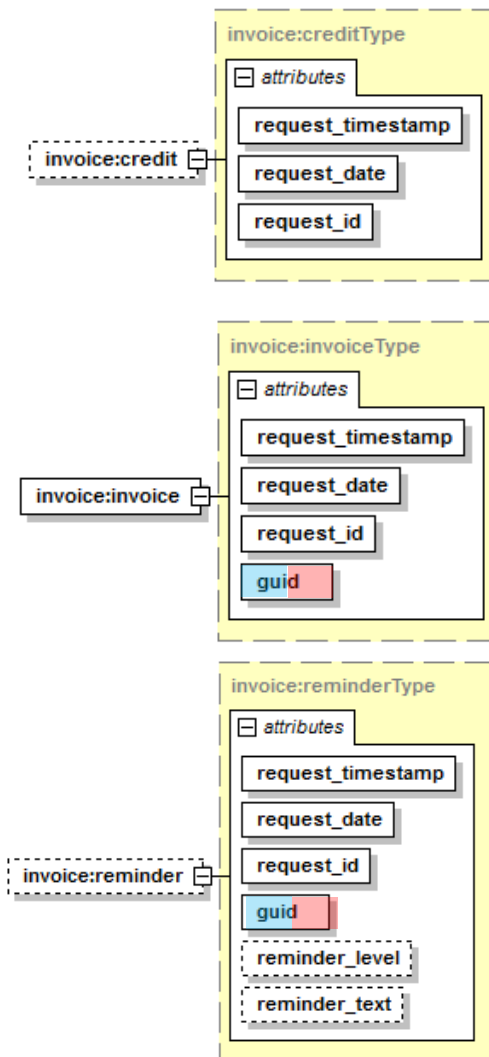 invoice:creditType
attributes
request_timestamp
invoice:credit
request_date
request_id
invoice:invoiceType
attributes
request_timestamp
request_date
invoice:invoice
request_id
guid
invoice:reminderType
attributes
request_timestamp
request_date
request_id
invoice:reminder
guid
reminder_level
reminder_text